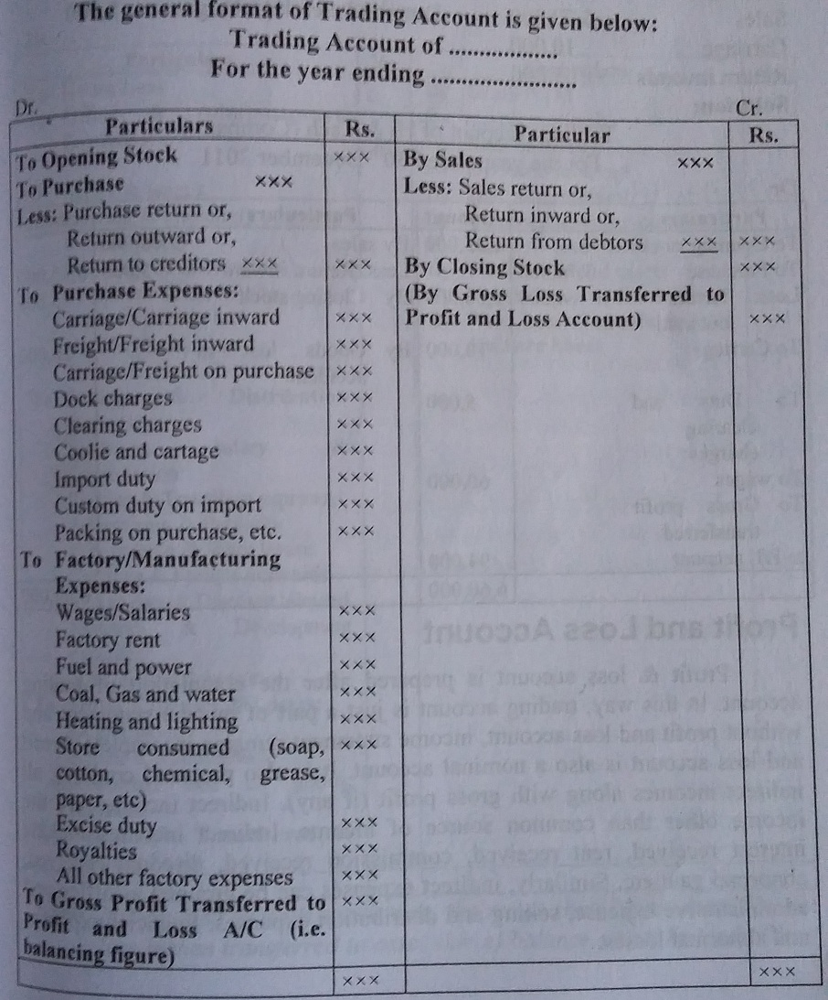 The general format of Trading Account is given below:
Trading Account of ..................
For the year ending ........................
Dr. Cr.
Particulars Rs. Particular Rs.
To Opening Stock ××× By Sales ×××
To Purchase ××× Less: Sales return or,
Less: Purchase return or, Return inward or,
Return outward or, Return from debtors ××× ×××
Return to creditors ××× ××× By Closing Stock ×××
To Purchase Expenses: (By Gross Loss Transferred to
Carriage/Carriage inward ××× Profit and Loss Account) ×××
Freight/Freight inward ×××
Carriage/Freight on purchase ×××
Dock charges ×××
Clearing charges ×××
Coolie and cartage ×××
Import duty ×××
Custom duty on import ×××
Packing on purchase, etc. ×××
To Factory/Manufacturing
Expenses:
Wages/Salaries ×××
Factory rent ×××
Fuel and power ×××
Coal, Gas and water ×××
Heating and lighting ×××
Store consumed (soap, ×××
cotton, chemical, grease,
paper, etc)
Excise duty ×××
Royalties ×××
All other factory expenses ×××
To Gross Profit Transferred to ×××
Profit and Loss A/C (i.e.
balancing figure)
××× ×××
Profit and Loss Account